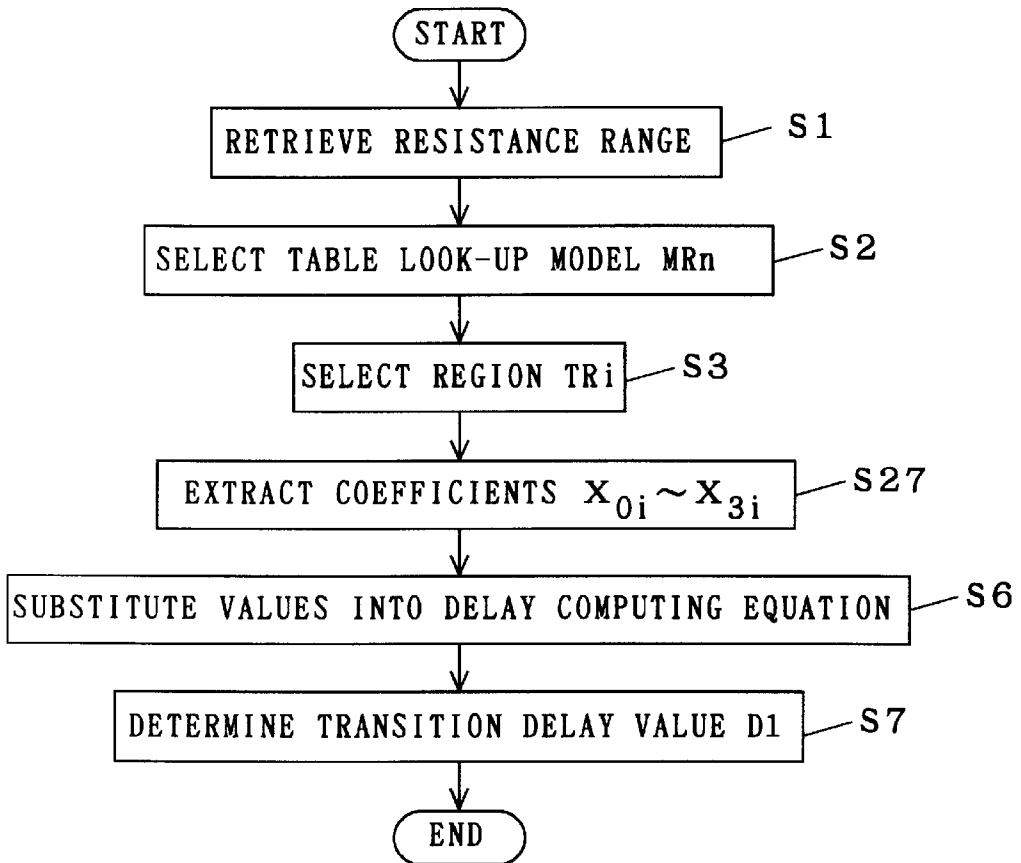 START
RETRIEVE RESISTANCE RANGE
S1
SELECT TABLE LOOK-UP MODEL MRn
S2
SELECT REGION TRi
S3
EXTRACT COEFFICIENTS X0i~X3i
S27
SUBSTITUTE VALUES INTO DELAY COMPUTING EQUATION
S6
DETERMINE TRANSITION DELAY VALUE D1
S7
END